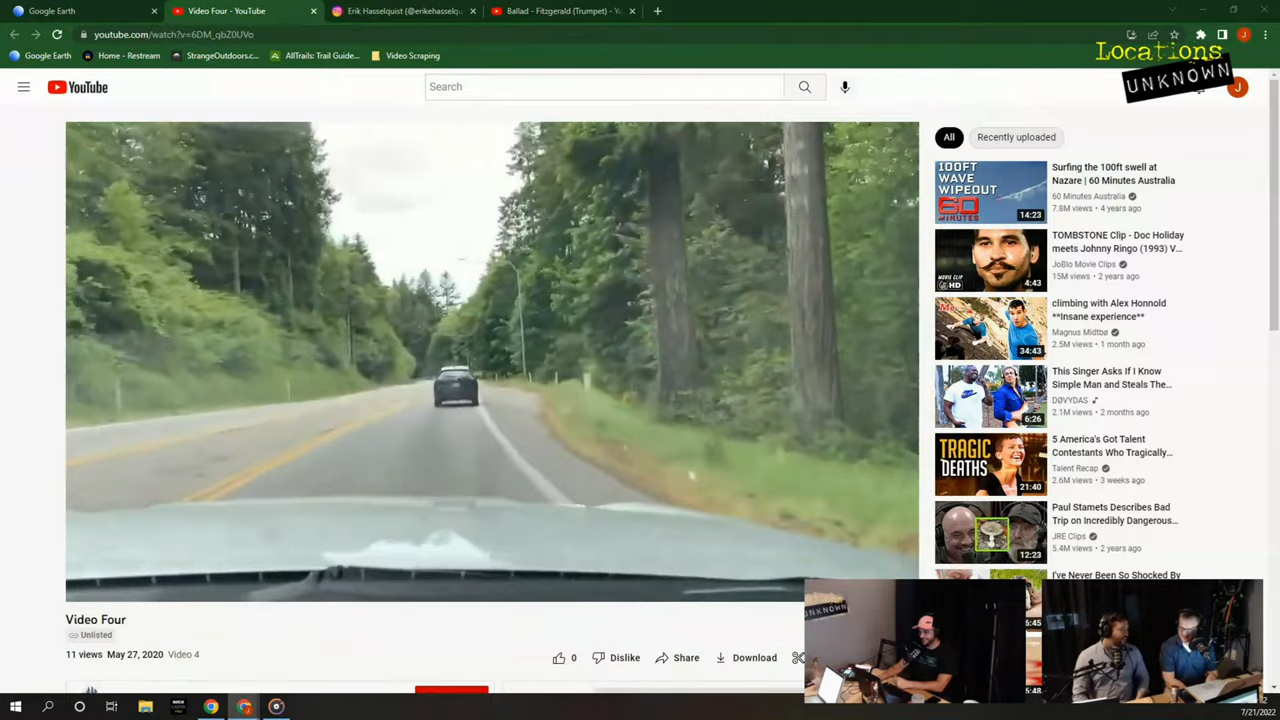 Google Earth
Video Four - YouTube
Erik Hasselquist (@erikehasselqu
Ballad - Fitzgerald (Trumpet) - Yo
youtube.com/watch?v=6DM_qbZ0UVo
J
Google Earth
Home - Restream
StrangeOutdoors.c...
AllTrails: Trail Guide...
Video Scraping
Locations
UNKNOWN
YouTube
Search
J
All
Recently uploaded
100FT
WAVE
WIPEOUT
60
MINUTES
14:23
Surfing the 100ft swell at
Nazare | 60 Minutes Australia
60 Minutes Australia
7.8M views • 4 years ago
MOVIE CLIP
HD
4:43
TOMBSTONE Clip - Doc Holiday
meets Johnny Ringo (1993) V...
JoBlo Movie Clips
15M views • 2 years ago
34:43
climbing with Alex Honnold
**Insane experience**
Magnus Midtbø
2.5M views • 1 month ago
6:26
This Singer Asks If I Know
Simple Man and Steals The...
DØVYDAS
2.1M views • 2 months ago
TRAGIC
DEATHS
21:40
5 America's Got Talent
Contestants Who Tragically...
Talent Recap
2.6M views • 3 weeks ago
12:23
Paul Stamets Describes Bad
Trip on Incredibly Dangerous...
JRE Clips
5.4M views • 2 years ago
I've Never Been So Shocked By
6:45
6:48
Video Four
Unlisted
11 views May 27, 2020 Video 4
0
Dislike
Share
Download
UNKNOWN
7/21/2022